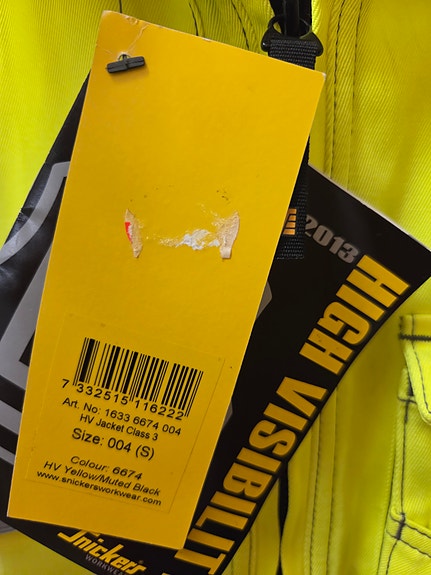 7 332515 116222
Art. No: 1633 6674 004
HV Jacket Class 3
Size: 004 (S)
Colour: 6674
HV Yellow/Muted Black
www.snickersworkwear.com
2013
HIGH VISIBILIT
Snickers
WORKWEAR